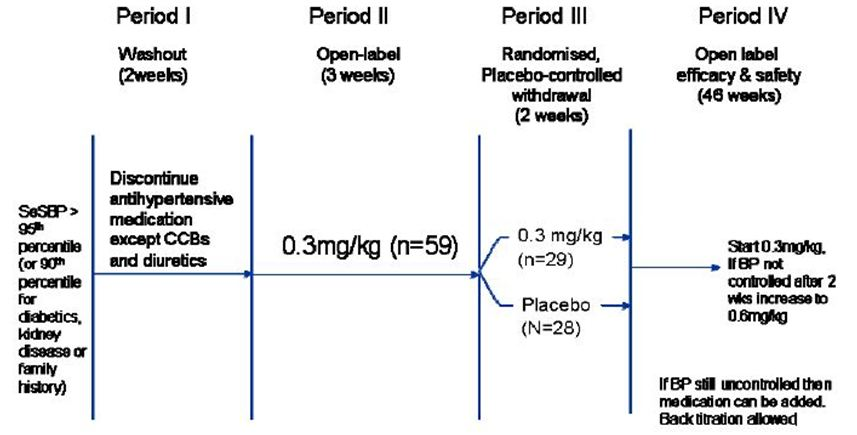 Period I
Washout
(2weeks)
Period II
Open-label
(3 weeks)
Period III
Randomised,
Placebo-controlled
withdrawal
(2 weeks)
Period IV
Open label
efficacy & safety
(46 weeks)
SeSBP >
95th
percentile
(or 90th
percentile
for
diabetics,
kidney
disease or
family
history)
Discontinue
antihypertensive
medication
except CCBs
and diuretics
0.3mg/kg (n=59)
0.3 mg/kg
(n=29)
Placebo
(N=28)
Start 0.3mg/kg.
If BP not
controlled after 2
wks increase to
0.6mg/kg
If BP still uncontrolled then
medication can be added.
Back titration allowed